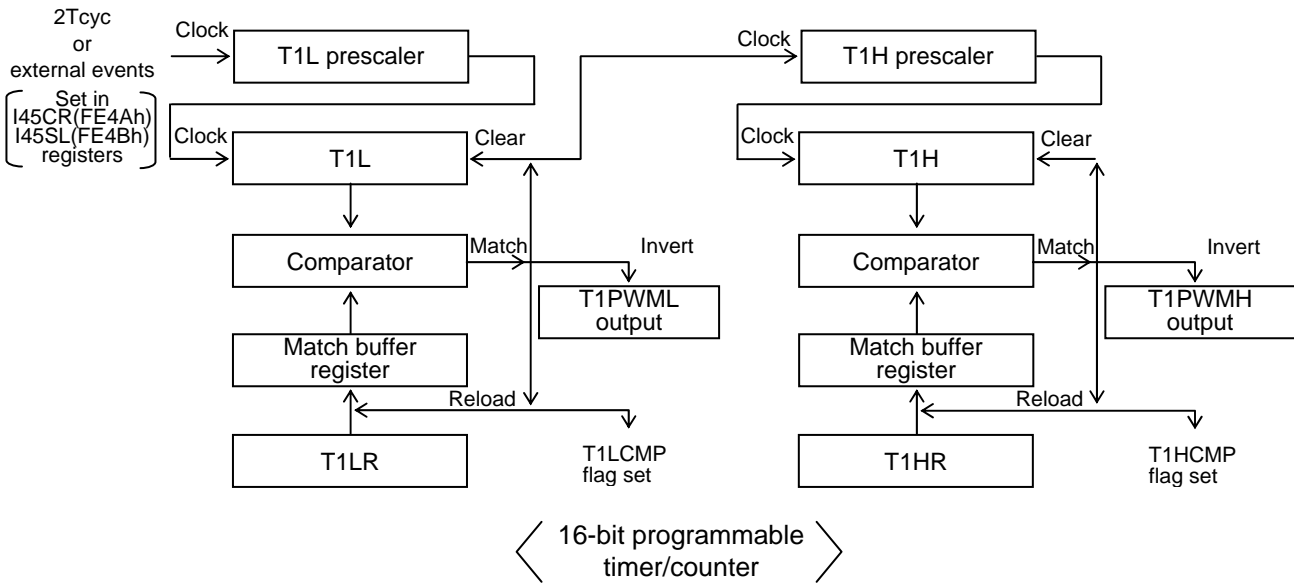 2Tcyc
or
external events
Set in
I45CR(FE4Ah)
I45SL(FE4Bh)
registers
Clock
T1L prescaler
Clock
T1H prescaler
Clock
T1L
Clear
Clock
T1H
Clear
Comparator
Match
Invert
Comparator
Match
Invert
T1PWML
output
T1PWMH
output
Match buffer
register
Match buffer
register
Reload
Reload
T1LR
T1LCMP
flag set
T1HR
T1HCMP
flag set
16-bit programmable
timer/counter